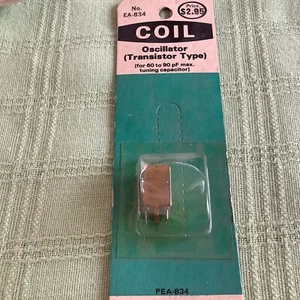 No.
EA-834
Price
$2.95
COIL
Oscillator
(Transistor Type)
(for 60 to 90 pF max.
tuning capacitor)
PEA-834